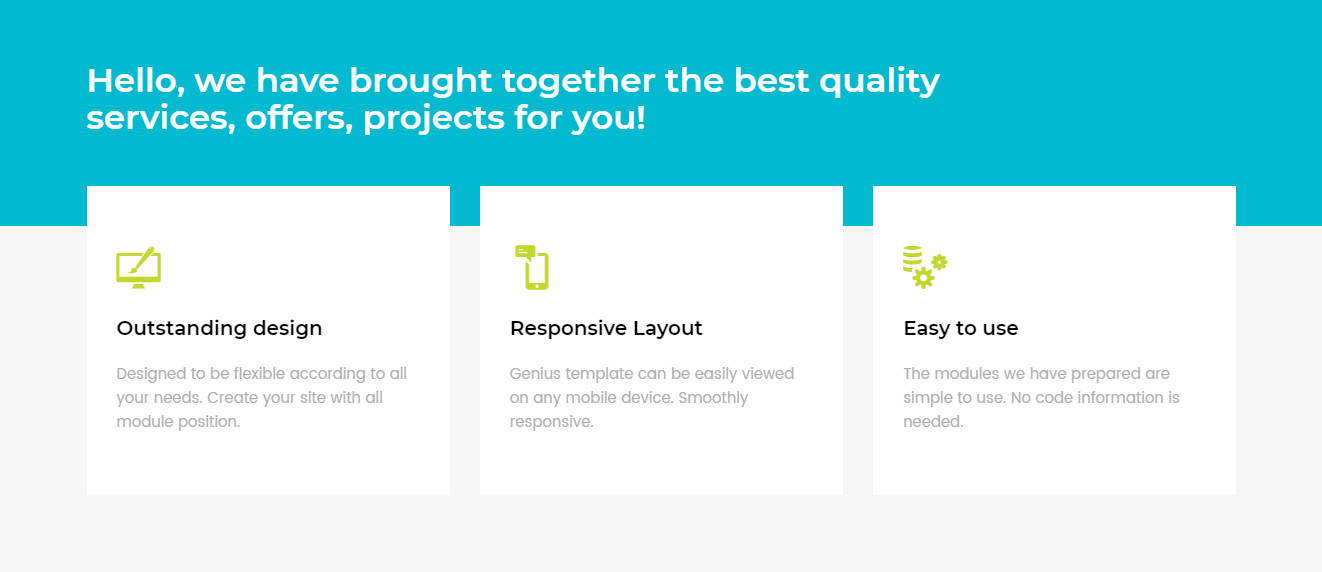 Hello, we have brought together the best quality
services, offers, projects for you!
Outstanding design
Designed to be flexible according to all
your needs. Create your site with all
module position.
Responsive Layout
Genius template can be easily viewed
on any mobile device. Smoothly
responsive.
Easy to use
The modules we have prepared are
simple to use. No code information is
needed.